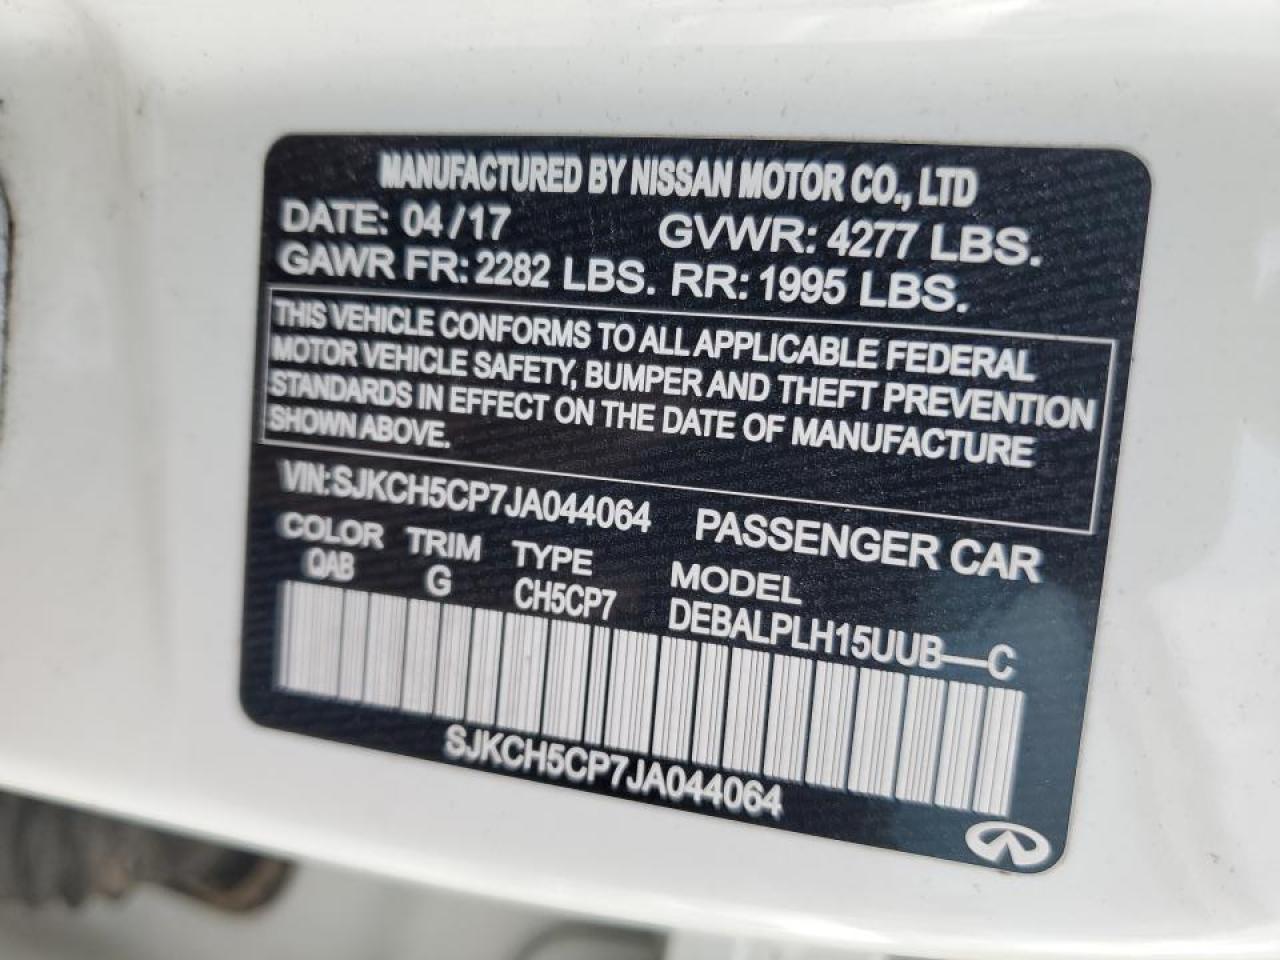 MANUFACTURED BY NISSAN MOTOR CO., LTD
DATE: 04/17 GVWR: 4277 LBS.
GAWR FR: 2282 LBS. RR: 1995 LBS.
THIS VEHICLE CONFORMS TO ALL APPLICABLE FEDERAL
MOTOR VEHICLE SAFETY, BUMPER AND THEFT PREVENTION
STANDARDS IN EFFECT ON THE DATE OF MANUFACTURE
SHOWN ABOVE.
VIN: SJKCH5CP7JA044064 PASSENGER CAR
COLOR TRIM TYPE MODEL
QAB G CH5CP7 DEBALPLH15UUB—C
SJKCH5CP7JA044064